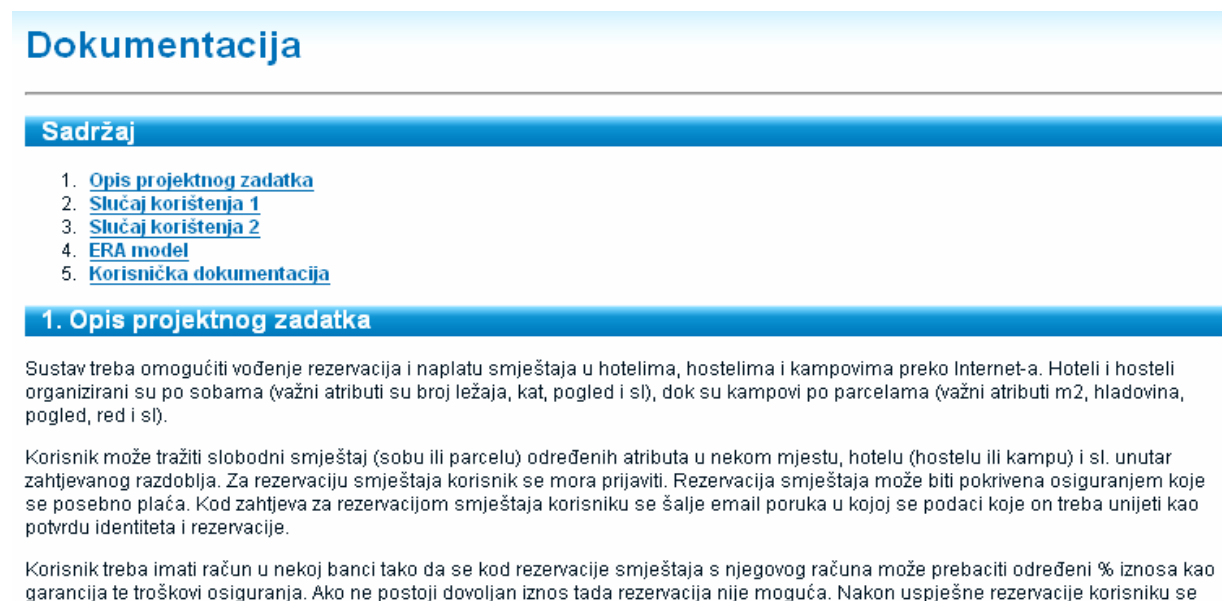 Dokumentacija
Sadržaj
1. Opis projektnog zadatka
2. Slučaj korištenja 1
3. Slučaj korištenja 2
4. ERA model
5. Korisnička dokumentacija
1. Opis projektnog zadatka
Sustav treba omogućiti vođenje rezervacija i naplatu smještaja u hotelima, hostelima i kampovima preko Internet-a. Hoteli i hosteli
organizirani su po sobama (važni atributi su broj ležaja, kat, pogled i sl), dok su kampovi po parcelama (važni atributi m2, hladovina,
pogled, red i sl).
Korisnik može tražiti slobodni smještaj (sobu ili parcelu) određenih atributa u nekom mjestu, hotelu (hostelu ili kampu) i sl. unutar
zahtjevanog razdoblja. Za rezervaciju smještaja korisnik se mora prijaviti. Rezervacija smještaja može biti pokrivena osiguranjem koje
se posebno plaća. Kod zahtjeva za rezervacijom smještaja korisniku se šalje email poruka u kojoj se podaci koje on treba unijeti kao
potvrdu identiteta i rezervacije.
Korisnik treba imati račun u nekoj banci tako da se kod rezervacije smještaja s njegovog računa može prebaciti određeni % iznosa kao
garancija te troškovi osiguranja. Ako ne postoji dovoljan iznos tada rezervacija nije moguća. Nakon uspješne rezervacije korisniku se